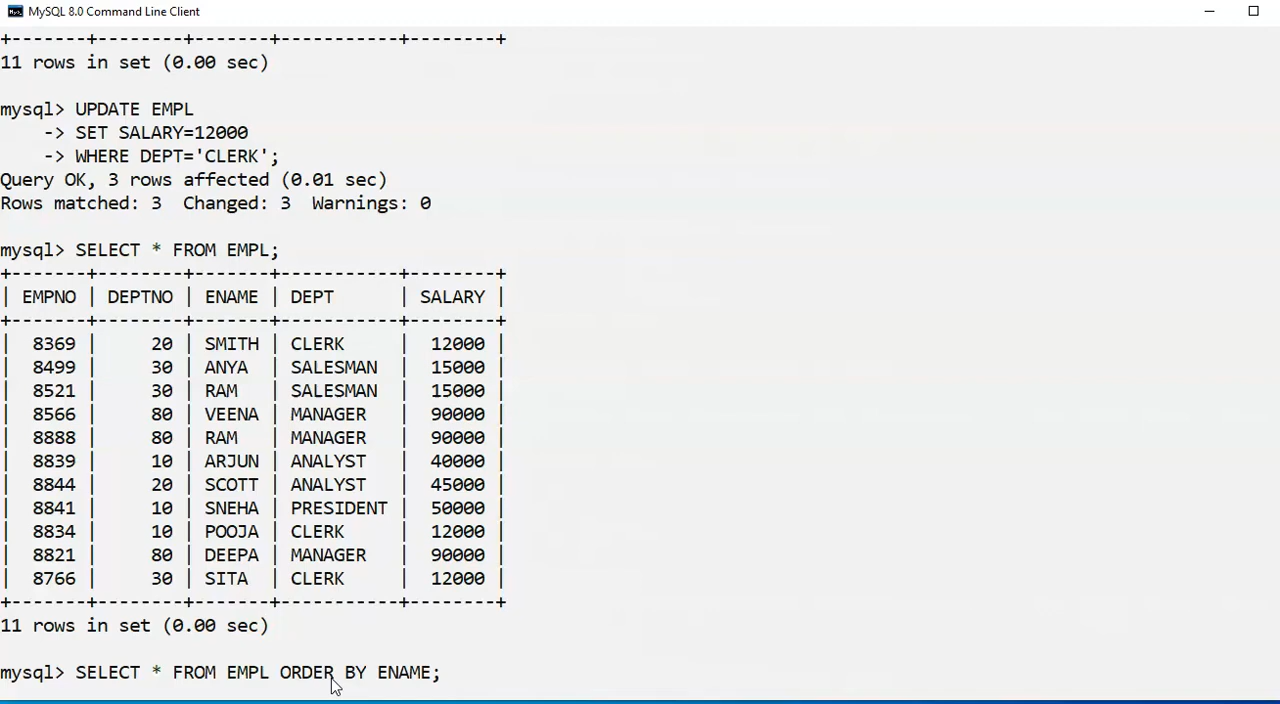 MySQL 8.0 Command Line Client
+-------+--------+-------+-----------+--------+
11 rows in set (0.00 sec)
mysql> UPDATE EMPL
    -> SET SALARY=12000
    -> WHERE DEPT='CLERK';
Query OK, 3 rows affected (0.01 sec)
Rows matched: 3  Changed: 3  Warnings: 0
mysql> SELECT * FROM EMPL;
+-------+--------+-------+-----------+--------+
| EMPNO | DEPTNO | ENAME | DEPT      | SALARY |
+-------+--------+-------+-----------+--------+
|  8369 |     20 | SMITH | CLERK     |  12000 |
|  8499 |     30 | ANYA  | SALESMAN  |  15000 |
|  8521 |     30 | RAM   | SALESMAN  |  15000 |
|  8566 |     80 | VEENA | MANAGER   |  90000 |
|  8888 |     80 | RAM   | MANAGER   |  90000 |
|  8839 |     10 | ARJUN | ANALYST   |  40000 |
|  8844 |     20 | SCOTT | ANALYST   |  45000 |
|  8841 |     10 | SNEHA | PRESIDENT |  50000 |
|  8834 |     10 | POOJA | CLERK     |  12000 |
|  8821 |     80 | DEEPA | MANAGER   |  90000 |
|  8766 |     30 | SITA  | CLERK     |  12000 |
+-------+--------+-------+-----------+--------+
11 rows in set (0.00 sec)
mysql> SELECT * FROM EMPL ORDER BY ENAME;